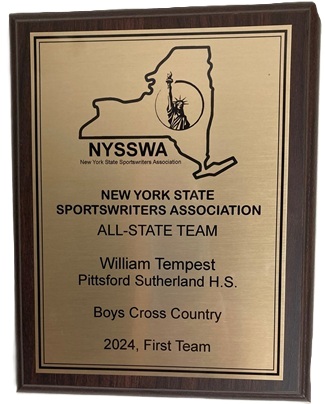 NYSSWA
New York State Sportswriters Association
NEW YORK STATE
SPORTSWRITERS ASSOCIATION
ALL-STATE TEAM
William Tempest
Pittsford Sutherland H.S.
Boys Cross Country
2024, First Team